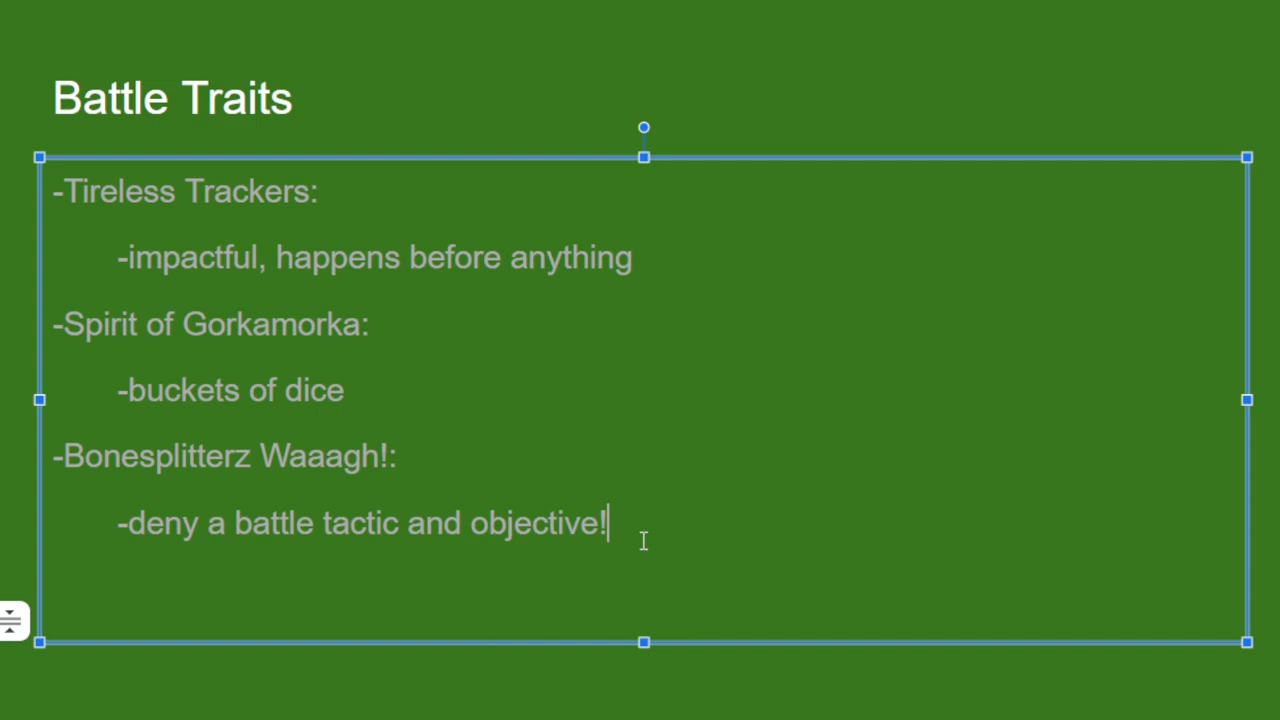 Battle Traits
-Tireless Trackers:
-impactful, happens before anything
-Spirit of Gorkamorka:
-buckets of dice
-Bonesplitterz Waaagh!:
-deny a battle tactic and objective!